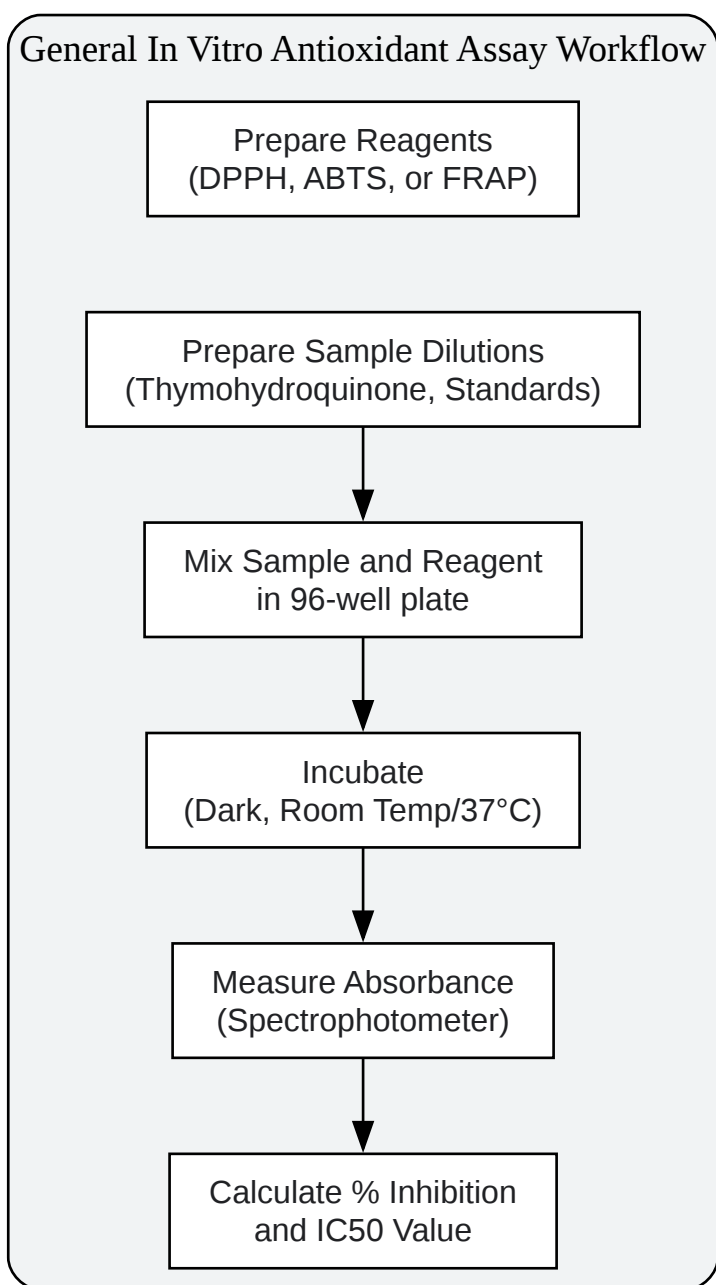 General In Vitro Antioxidant Assay Workflow
Prepare Reagents
(DPPH, ABTS, or FRAP)
Prepare Sample Dilutions
(Thymohydroquinone, Standards)
Mix Sample and Reagent
in 96-well plate
Incubate
(Dark, Room Temp/37°C)
Measure Absorbance
(Spectrophotometer)
Calculate % Inhibition
and IC50 Value